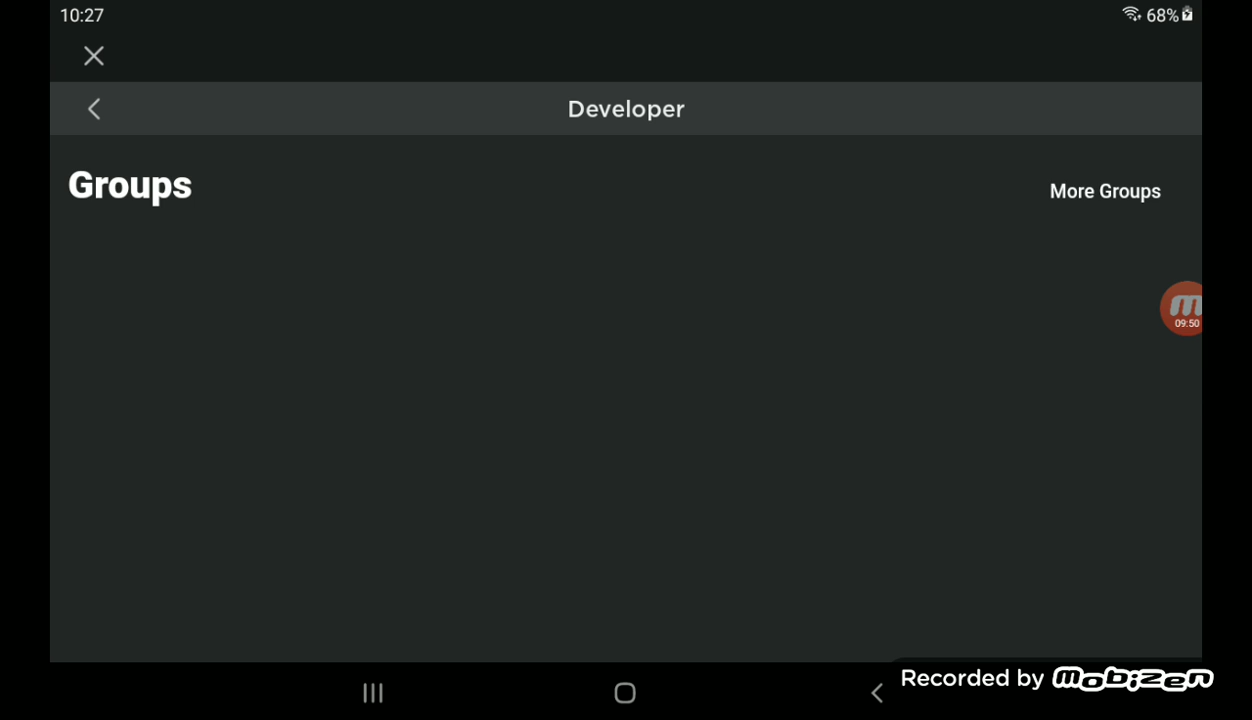 10:27
68%
Developer
Groups
More Groups
m
09:50
Recorded by mobizen